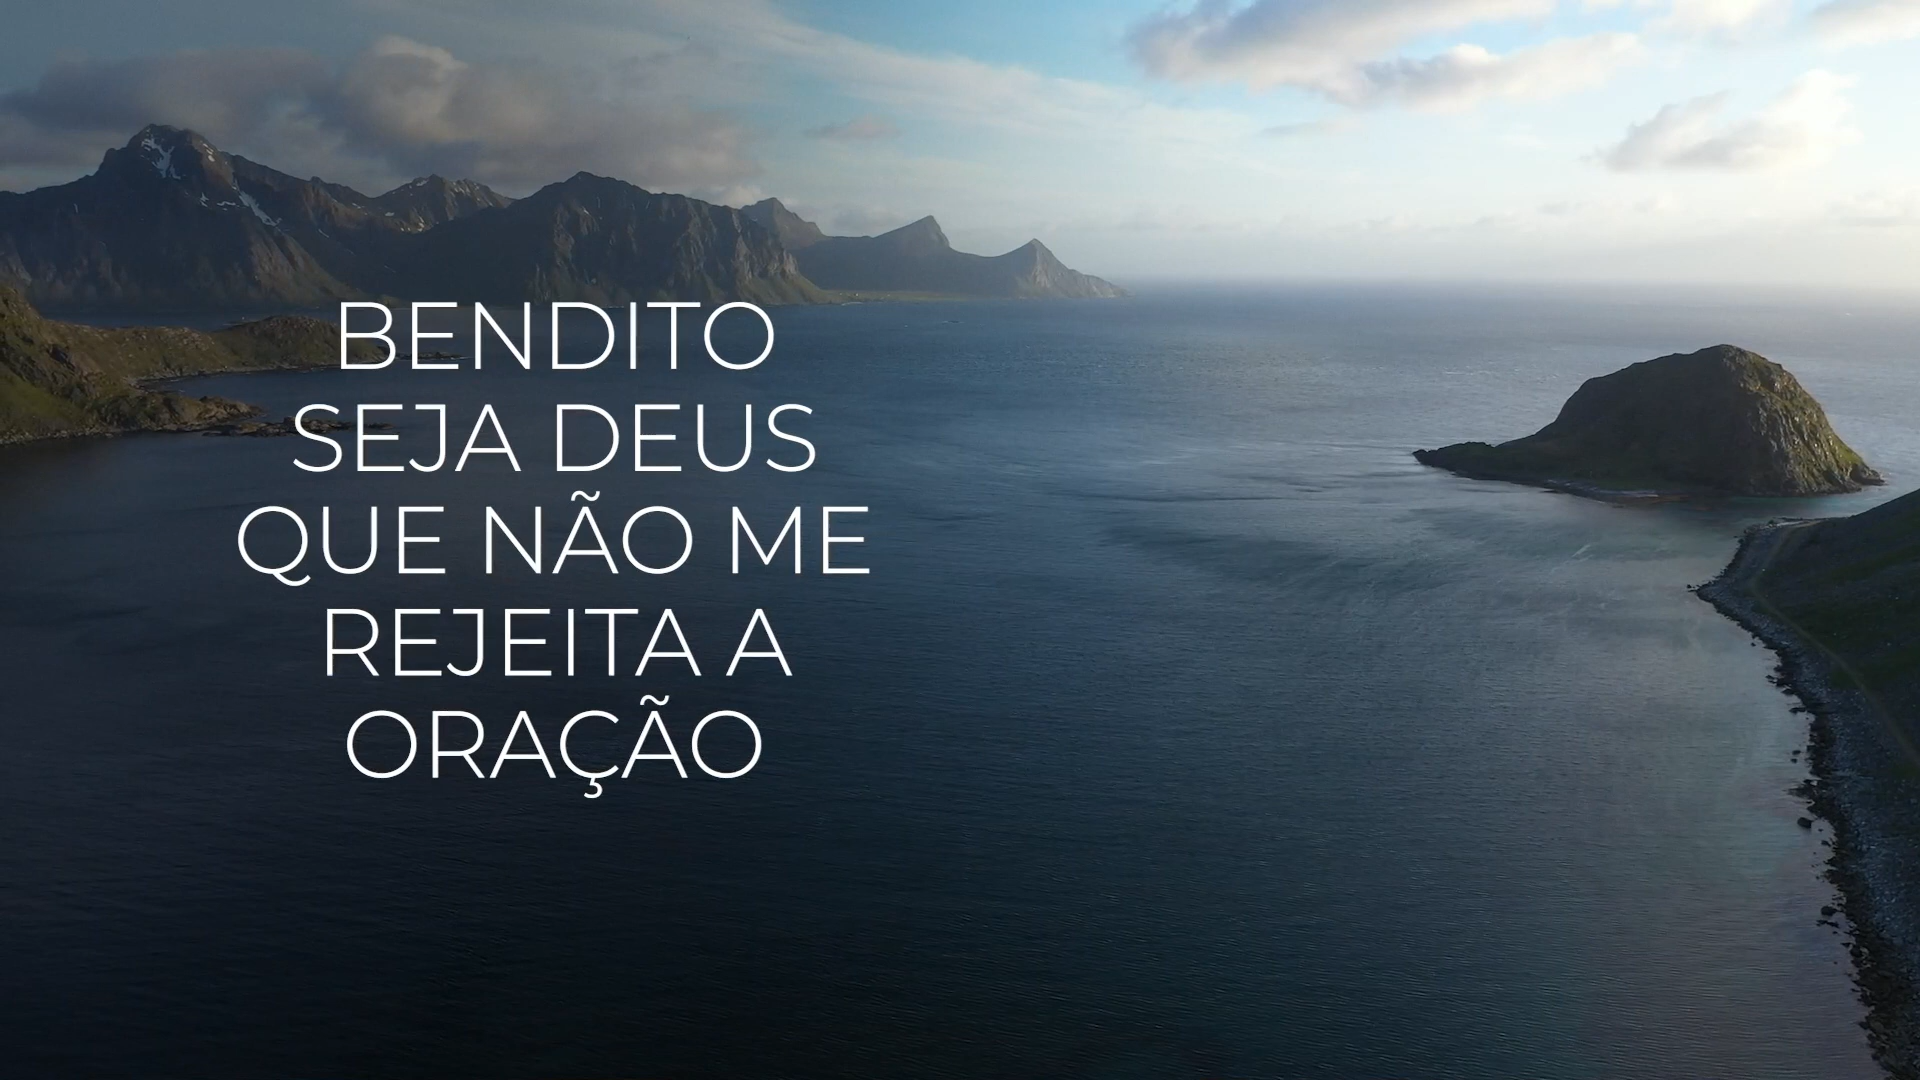 BENDITO
SEJA DEUS
QUE NÃO ME
REJEITA A
ORAÇÃO